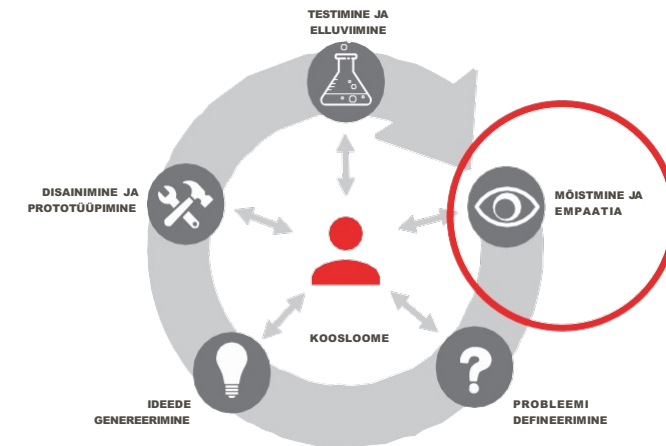 TESTIMINE JA
ELLUVIIMINE
MÕISTMINE JA
EMPAATIA
DISAINIMINE JA
PROTOTÜÜPIMINE
KOOSLOOME
IDEEDE
GENEREERIMINE
PROBLEEMI
DEFINEERIMINE